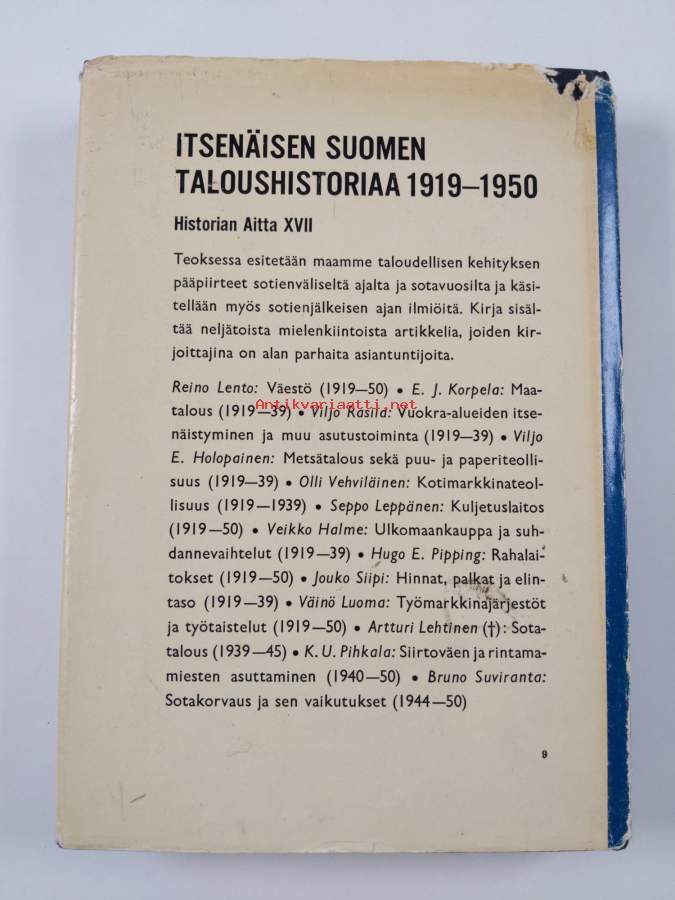 ITSENÄISEN SUOMEN
TALOUSHISTORIAA 1919—1950
Historian Aitta XVII
Teoksessa esitetään maamme taloudellisen kehityksen
pääpiirteet sotienväliseltä ajalta ja sotavuosilta ja käsi-
tellään myös sotienjälkeisen ajan ilmiöitä. Kirja sisäl-
tää neljätoista mielenkiintoista artikkelia, joiden kir-
joittajina on alan parhaita asiantuntijoita.
Reino Lento: Väestö (1919—50) • E. J. Korpela: Maa-
talous (1919—39) • Viljo Rasila: Vuokra-alueiden itse-
Antikvariaatti.net
näistyminen ja muu asutustoiminta (1919—39) • Viljo
E. Holopainen: Metsätalous sekä puu- ja paperiteolli-
suus (1919—39) • Olli Vehviläinen: Kotimarkkinateol-
lisuus (1919—1939) • Seppo Leppänen: Kuljetuslaitos
(1919—50) • Veikko Halme: Ulkomaankauppa ja suh-
dannevaihtelut (1919—39) • Hugo E. Pipping: Rahalai-
tokset (1919—50) • Jouko Siipi: Hinnat, palkat ja elin-
taso (1919—39) • Väinö Luoma: Työmarkkinajärjestöt
ja työtaistelut (1919—50) • Artturi Lehtinen (†): Sota-
talous (1939—45) • K. U. Pihkala: Siirtoväen ja rintama-
miesten asuttaminen (1940—50) • Bruno Suviranta:
Sotakorvaus ja sen vaikutukset (1944—50)
9